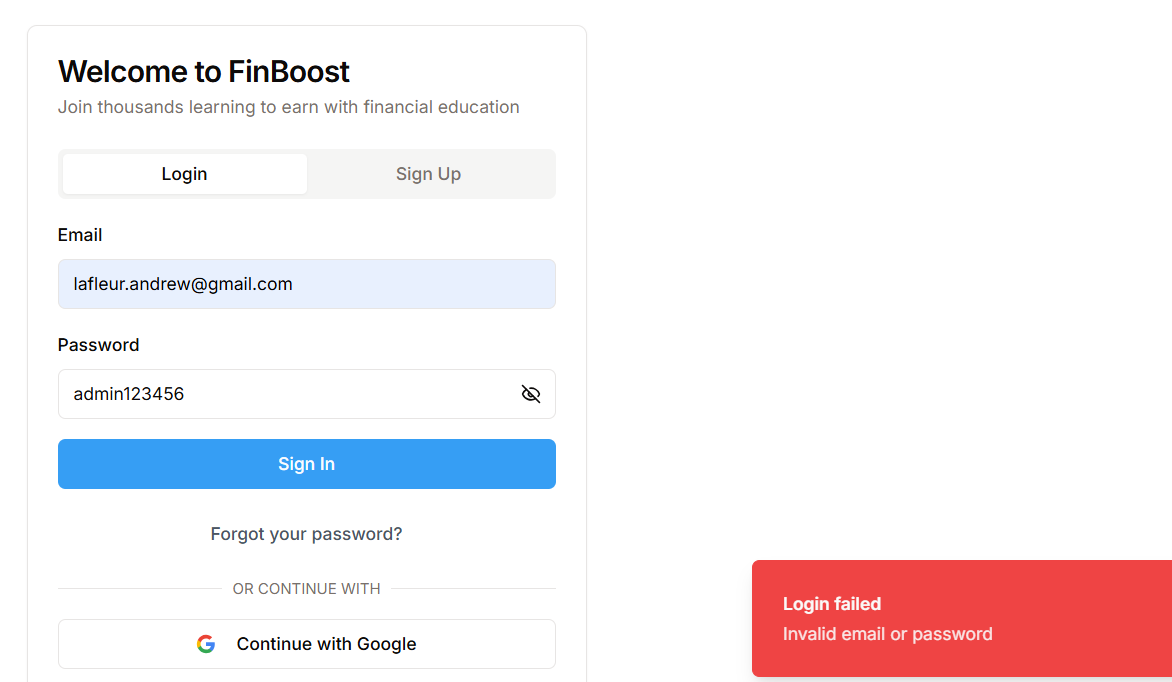 Welcome to FinBoost
Join thousands learning to earn with financial education
Login
Sign Up
Email
lafleur.andrew@gmail.com
Password
admin123456
Sign In
Forgot your password?
OR CONTINUE WITH
Continue with Google
Login failed
Invalid email or password